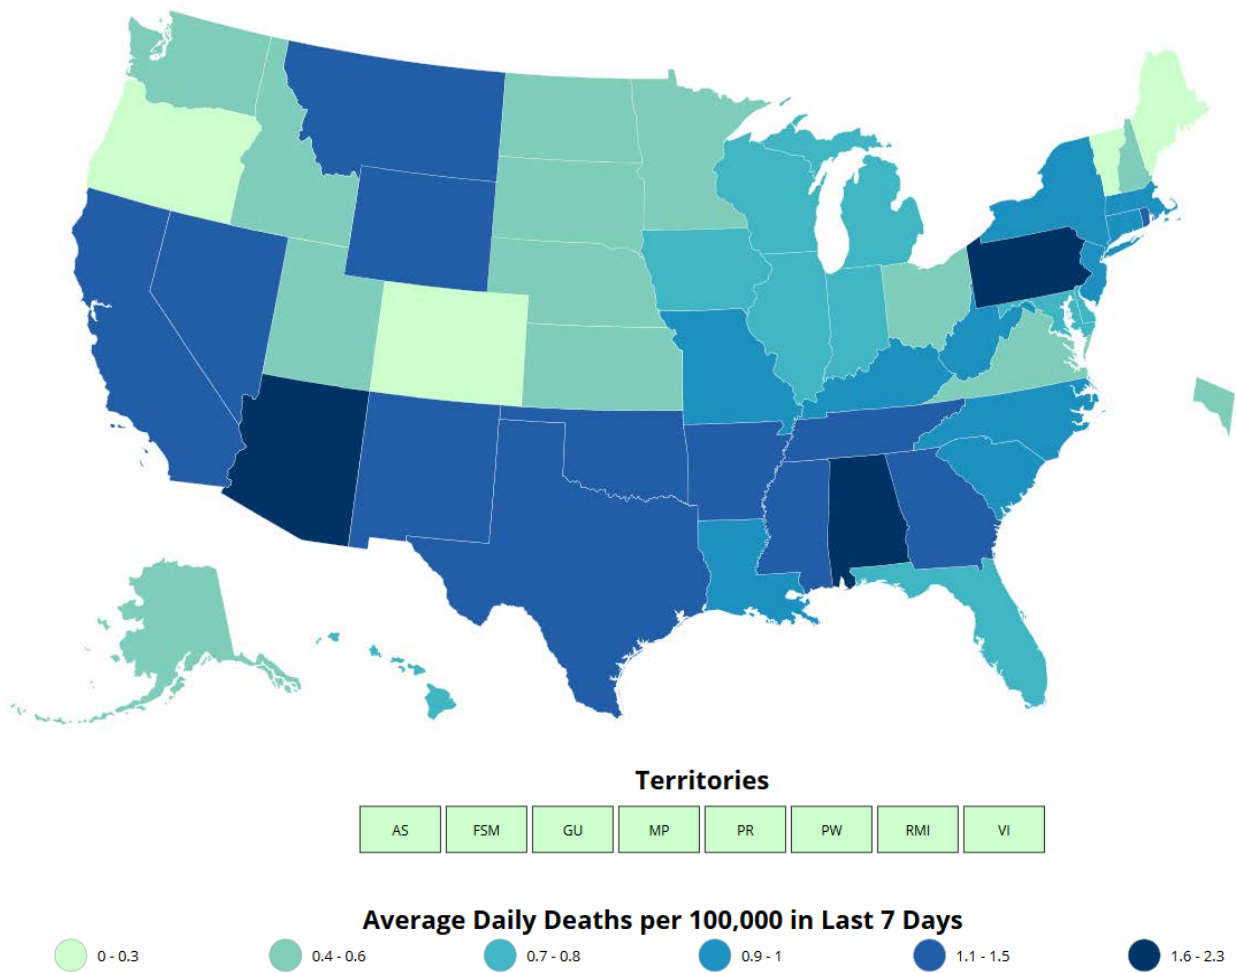 Territories
AS FSM GU MP PR PW RMI VI
Average Daily Deaths per 100,000 in Last 7 Days
0 - 0.3 0.4 - 0.6 0.7 - 0.8 0.9 - 1 1.1 - 1.5 1.6 - 2.3